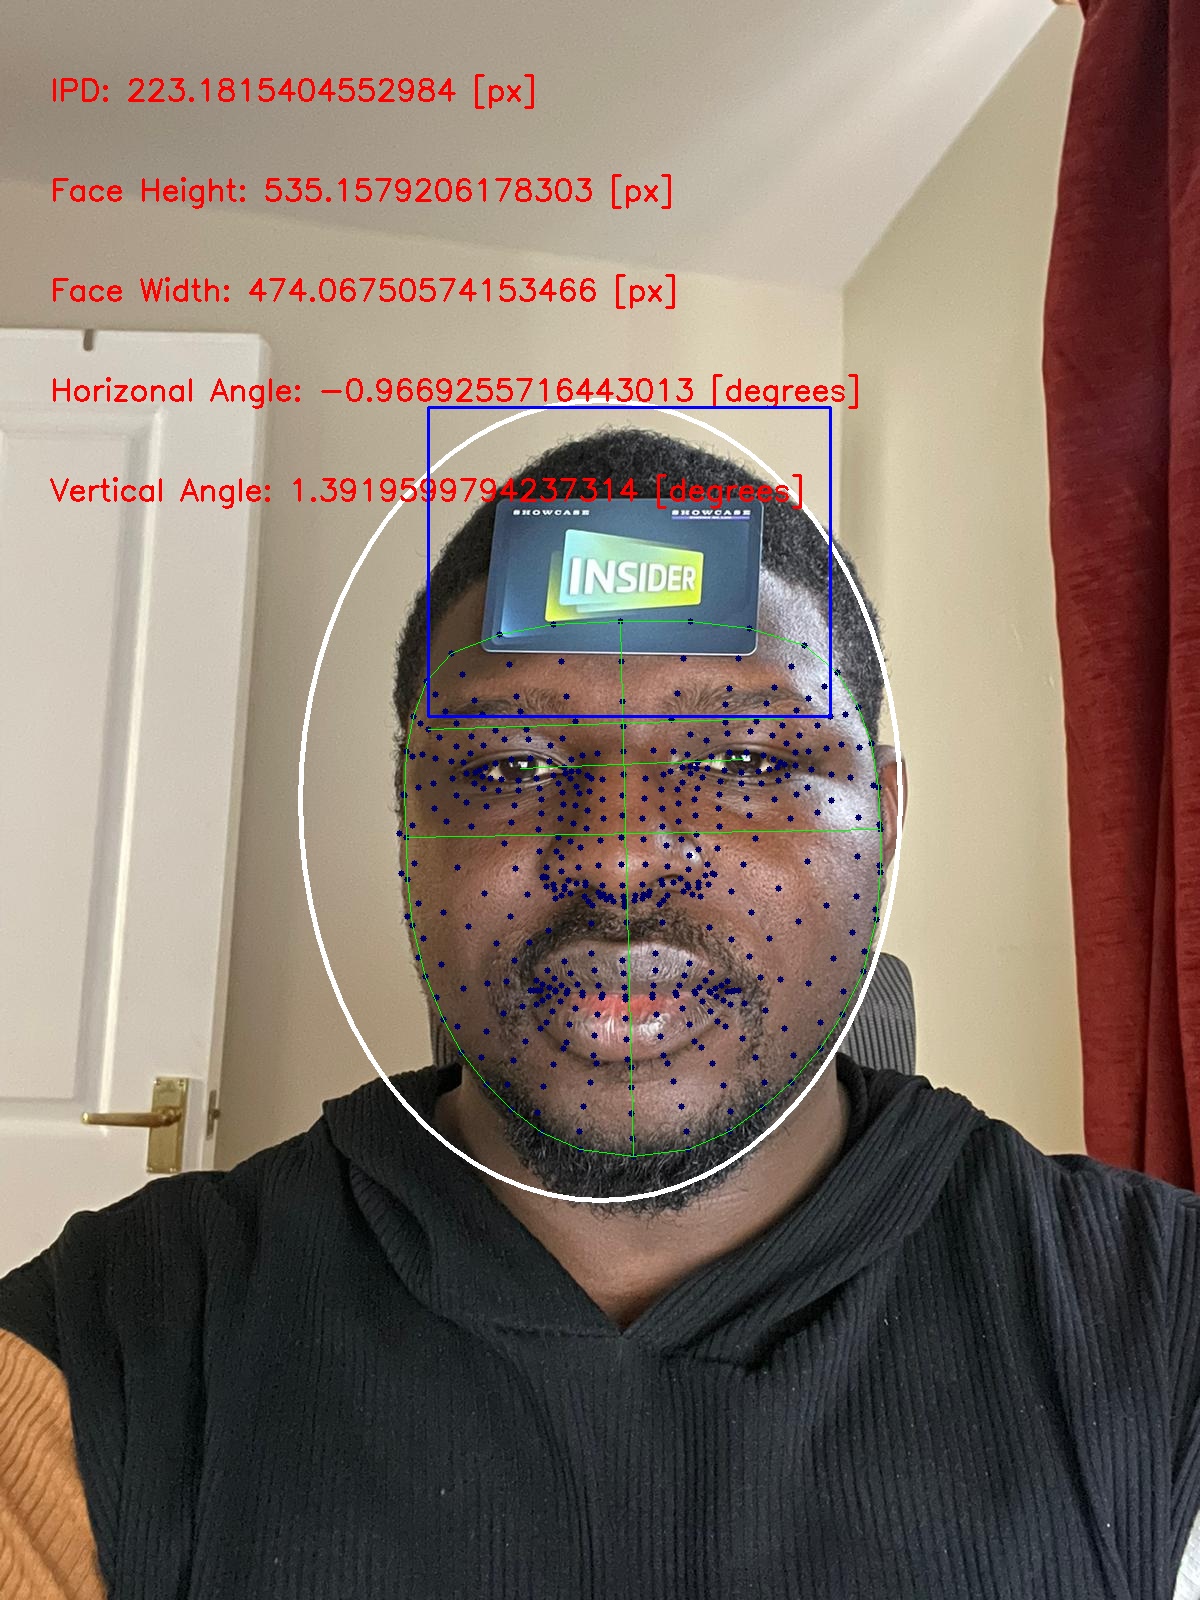 IPD: 223.1815404552984 [px]
Face Height: 535.1579206178303 [px]
Face Width: 474.06750574153466 [px]
Horizonal Angle: −0.9669255716443013 [degrees]
Vertical Angle: 1.3919599794237314 [degrees]
SHOWCASE SHOWCASE
INSIDER